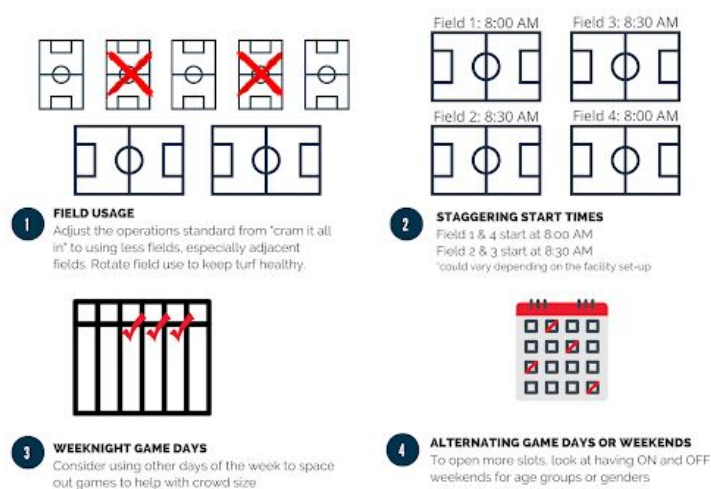 Field 1: 8:00 AM
Field 3: 8:30 AM
Field 2: 8:30 AM
Field 4: 8:00 AM
1
FIELD USAGE
Adjust the operations standard from "cram it all
in" to using less fields, especially adjacent
fields. Rotate field use to keep turf healthy.
2
STAGGERING START TIMES
Field 1 & 4 start at 8:00 AM
Field 2 & 3 start at 8:30 AM
*could vary depending on the facility set-up
3
WEEKNIGHT GAME DAYS
Consider using other days of the week to space
out games to help with crowd size
4
ALTERNATING GAME DAYS OR WEEKENDS
To open more slots, look at having ON and OFF
weekends for age groups or genders